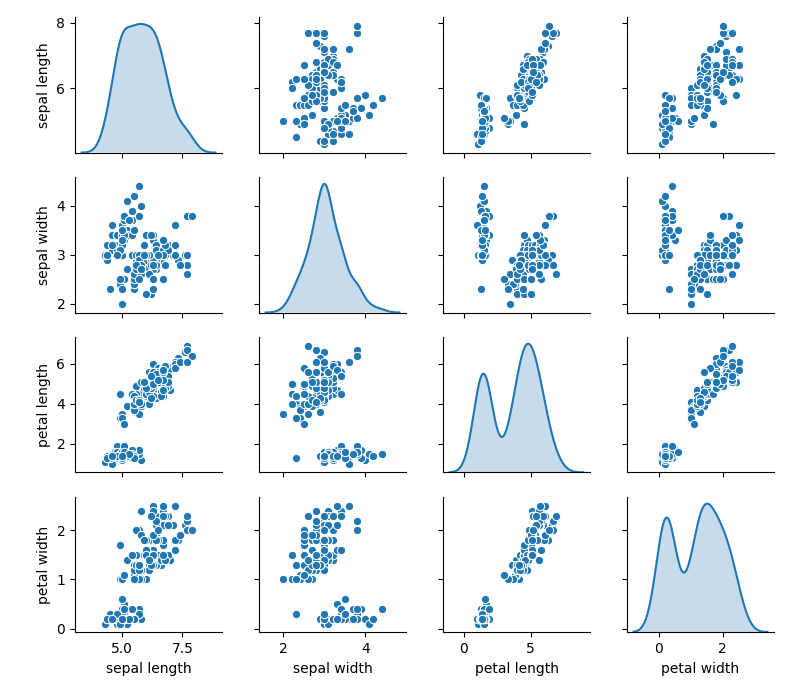 sepal length
8
6
sepal width
4
3
2
petal length
6
4
2
petal width
2
1
0
5.0 7.5 2 4 0 5 0 2
sepal length sepal width petal length petal width